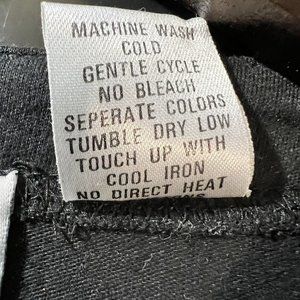 MACHINE WASH
COLD
GENTLE CYCLE
NO BLEACH
SEPERATE COLORS
TUMBLE DRY LOW
TOUCH UP WITH
COOL IRON
NO DIRECT HEAT